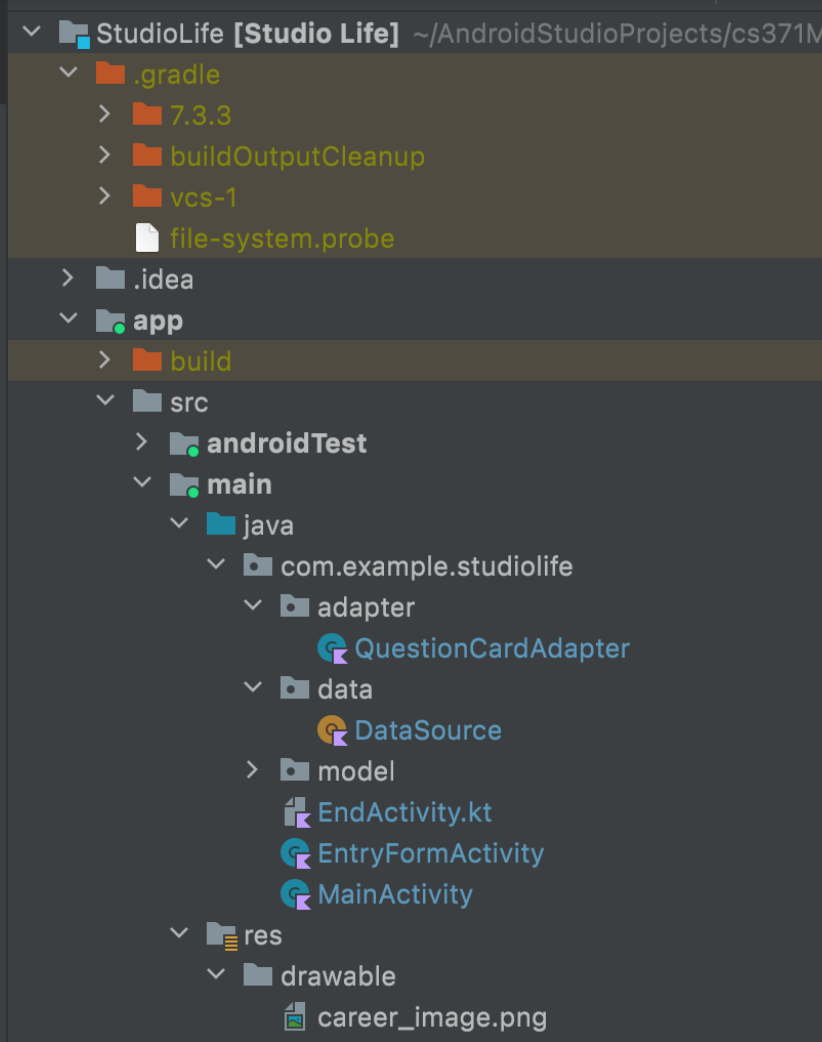 StudioLife [Studio Life] ~/AndroidStudioProjects/cs371M
.gradle
7.3.3
buildOutputCleanup
vcs-1
file-system.probe
.idea
app
build
src
androidTest
main
java
com.example.studiolife
adapter
QuestionCardAdapter
data
DataSource
model
EndActivity.kt
EntryFormActivity
MainActivity
res
drawable
career_image.png